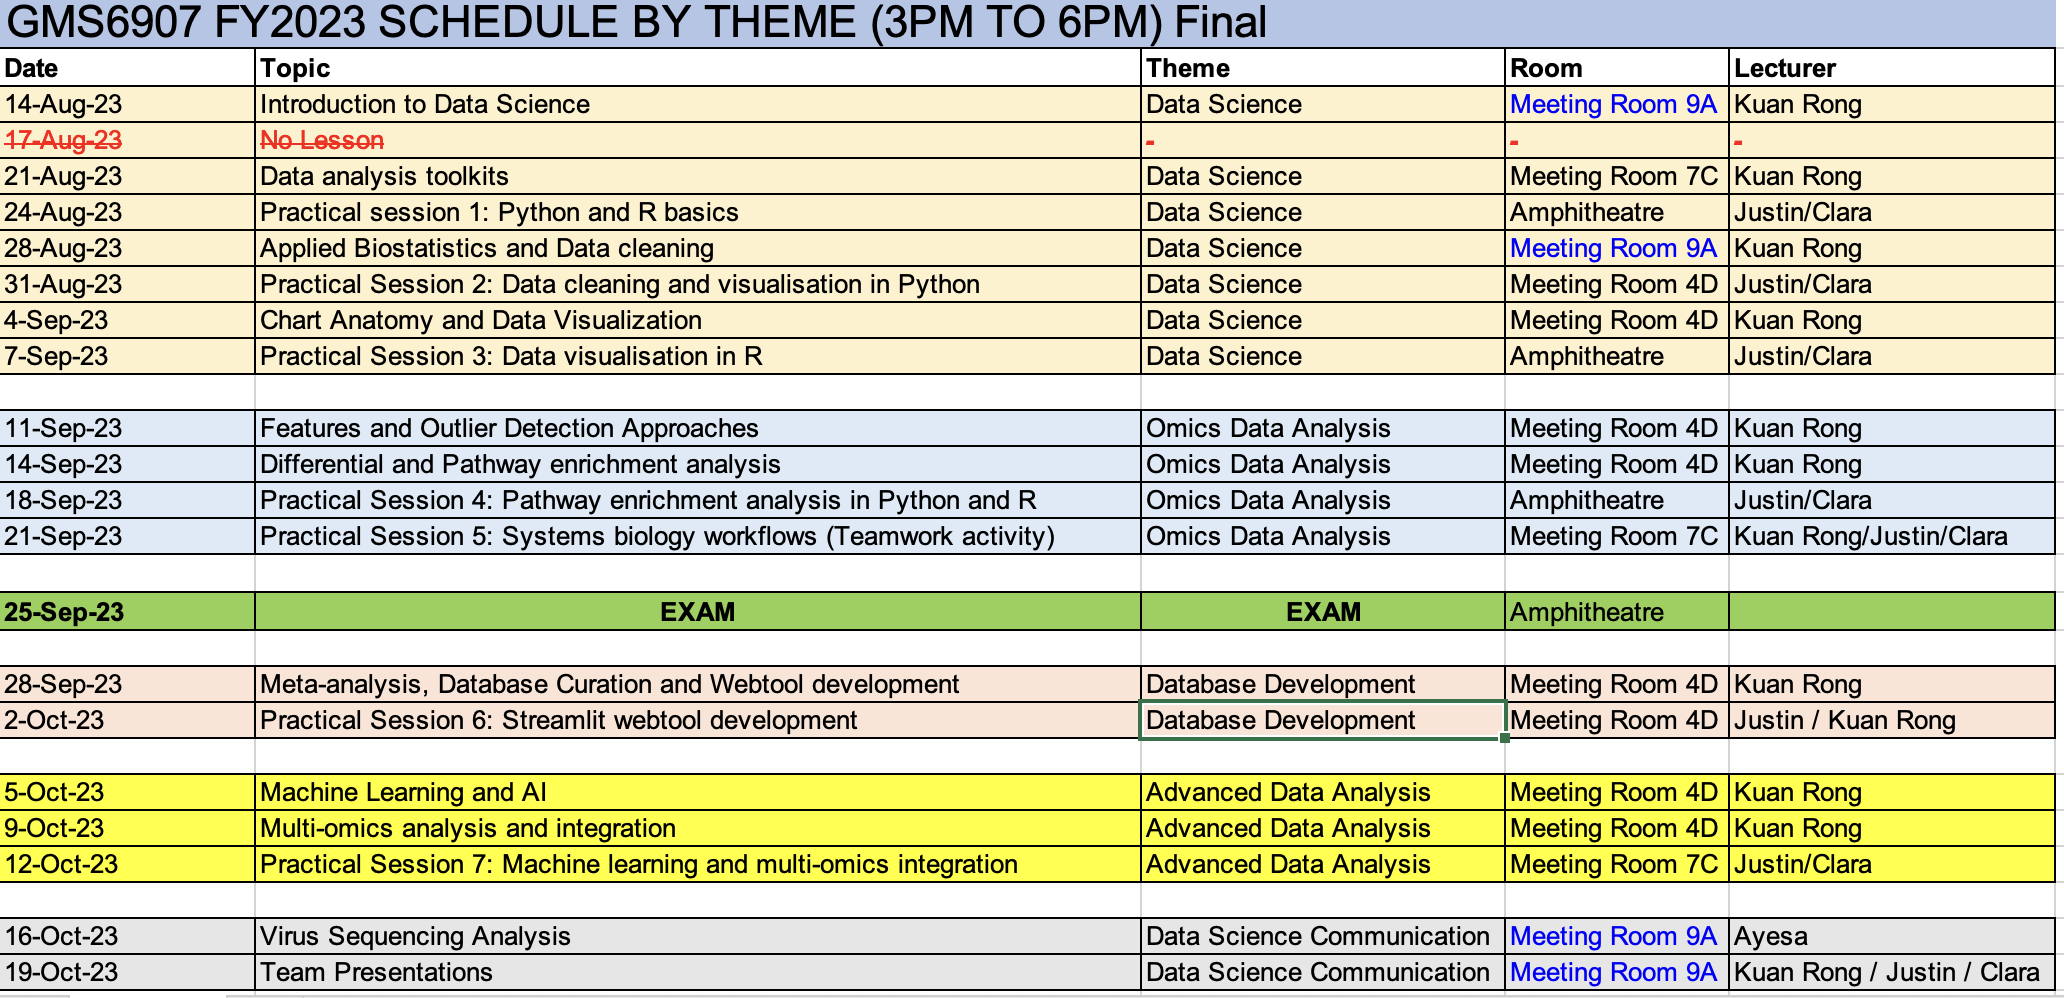 GMS6907 FY2023 SCHEDULE BY THEME (3PM TO 6PM) Final
Date Topic Theme Room Lecturer
14-Aug-23 Introduction to Data Science Data Science Meeting Room 9A Kuan Rong
17-Aug-23 No Lesson - - -
21-Aug-23 Data analysis toolkits Data Science Meeting Room 7C Kuan Rong
24-Aug-23 Practical session 1: Python and R basics Data Science Amphitheatre Justin/Clara
28-Aug-23 Applied Biostatistics and Data cleaning Data Science Meeting Room 9A Kuan Rong
31-Aug-23 Practical Session 2: Data cleaning and visualisation in Python Data Science Meeting Room 4D Justin/Clara
4-Sep-23 Chart Anatomy and Data Visualization Data Science Meeting Room 4D Kuan Rong
7-Sep-23 Practical Session 3: Data visualisation in R Data Science Amphitheatre Justin/Clara
11-Sep-23 Features and Outlier Detection Approaches Omics Data Analysis Meeting Room 4D Kuan Rong
14-Sep-23 Differential and Pathway enrichment analysis Omics Data Analysis Meeting Room 4D Kuan Rong
18-Sep-23 Practical Session 4: Pathway enrichment analysis in Python and R Omics Data Analysis Amphitheatre Justin/Clara
21-Sep-23 Practical Session 5: Systems biology workflows (Teamwork activity) Omics Data Analysis Meeting Room 7C Kuan Rong/Justin/Clara
25-Sep-23 EXAM EXAM Amphitheatre
28-Sep-23 Meta-analysis, Database Curation and Webtool development Database Development Meeting Room 4D Kuan Rong
2-Oct-23 Practical Session 6: Streamlit webtool development Database Development Meeting Room 4D Justin / Kuan Rong
5-Oct-23 Machine Learning and AI Advanced Data Analysis Meeting Room 4D Kuan Rong
9-Oct-23 Multi-omics analysis and integration Advanced Data Analysis Meeting Room 4D Kuan Rong
12-Oct-23 Practical Session 7: Machine learning and multi-omics integration Advanced Data Analysis Meeting Room 7C Justin/Clara
16-Oct-23 Virus Sequencing Analysis Data Science Communication Meeting Room 9A Ayesa
19-Oct-23 Team Presentations Data Science Communication Meeting Room 9A Kuan Rong / Justin / Clara